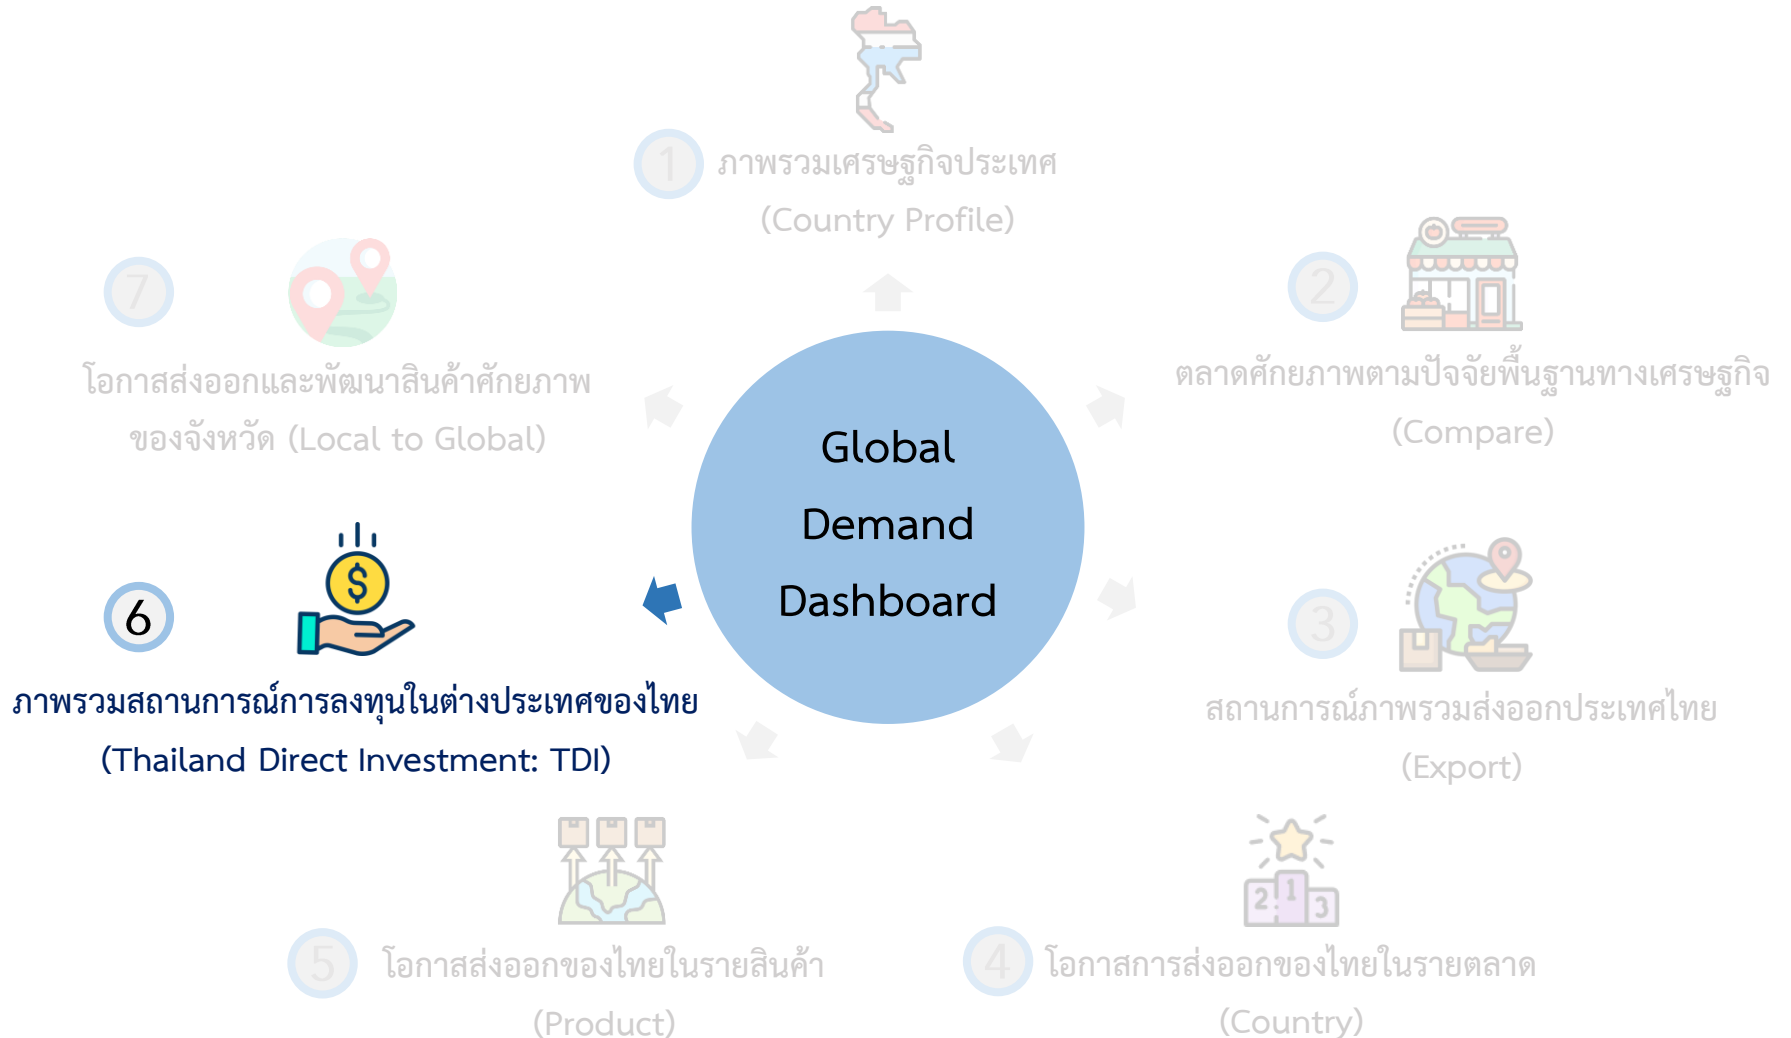 1
ภาพรวมเศรษฐกิจประเทศ
(Country Profile)
2
ตลาดศักยภาพตามปัจจัยพื้นฐานทางเศรษฐกิจ
(Compare)
3
สถานการณ์ภาพรวมส่งออกประเทศไทย
(Export)
2 1 3
4
โอกาสการส่งออกของไทยในรายตลาด
(Country)
5
โอกาสส่งออกของไทยในรายสินค้า
(Product)
$
6
ภาพรวมสถานการณ์การลงทุนในต่างประเทศของไทย
(Thailand Direct Investment: TDI)
7
โอกาสส่งออกและพัฒนาสินค้าศักยภาพ
ของจังหวัด (Local to Global)
Global
Demand
Dashboard